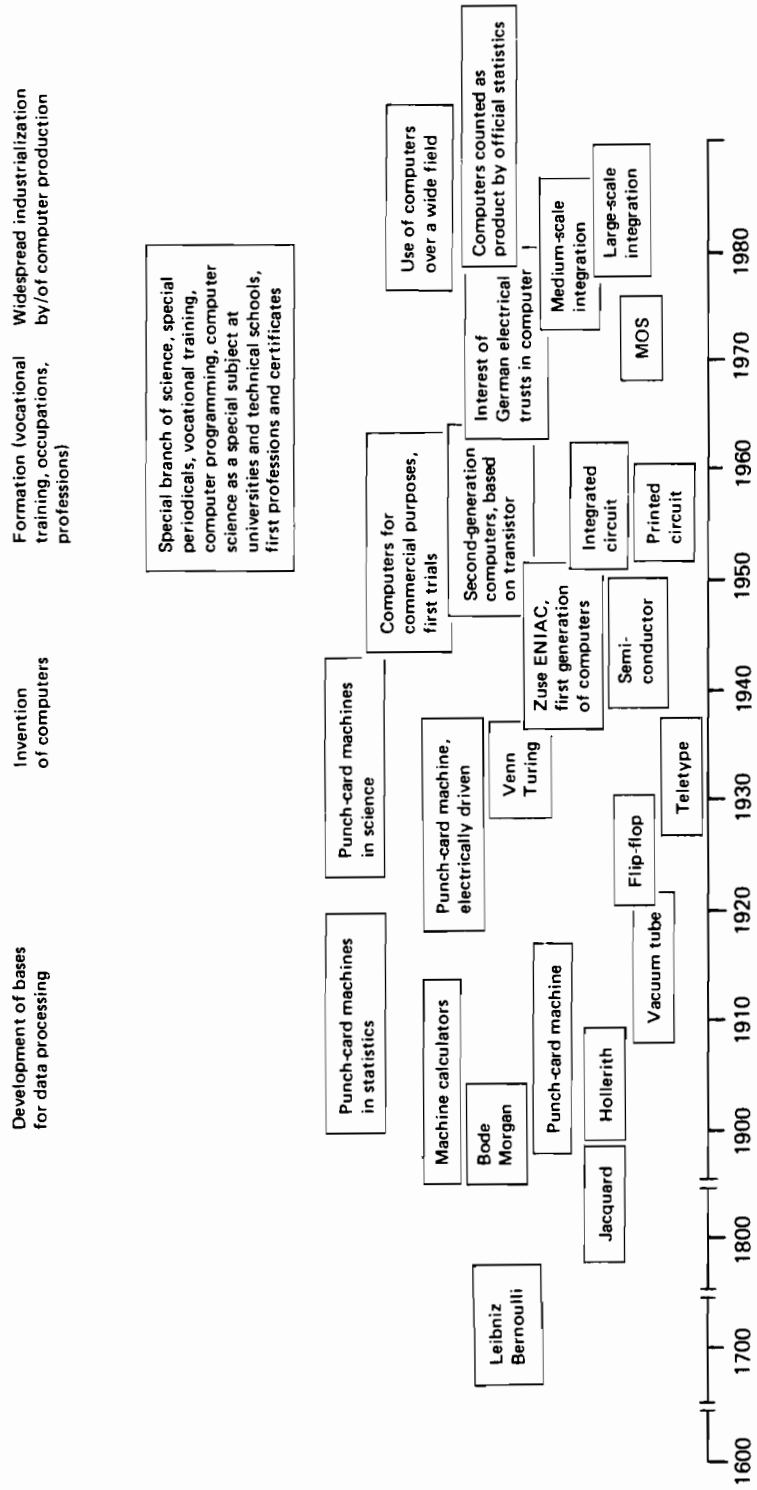 Development of bases
for data processing
Invention
of computers
Formation (vocational
training, occupations,
professions)
Widespread industrialization
by/of computer production
Special branch of science, special
periodicals, vocational training,
computer programming, computer
science as a special subject at
universities and technical schools,
first professions and certificates
Punch-card machines
in statistics
Punch-card machines
in science
Computers for
commercial purposes,
first trials
Use of computers
over a wide field
Machine calculators
Punch-card machine,
electrically driven
Second-generation
computers, based
on transistor
Interest of
German electrical
trusts in computer
Computers counted as
product by official statistics
Leibniz
Bernoulli
Bode
Morgan
Venn
Turing
Zuse ENIAC,
first generation
of computers
Medium-scale
integration
Punch-card machine
Jacquard
Hollerith
Semi-
conductor
Integrated
circuit
Large-scale
integration
Vacuum tube
Flip-flop
Teletype
Printed
circuit
MOS
1600
1700
1800
1900
1910
1920
1930
1940
1950
1960
1970
1980